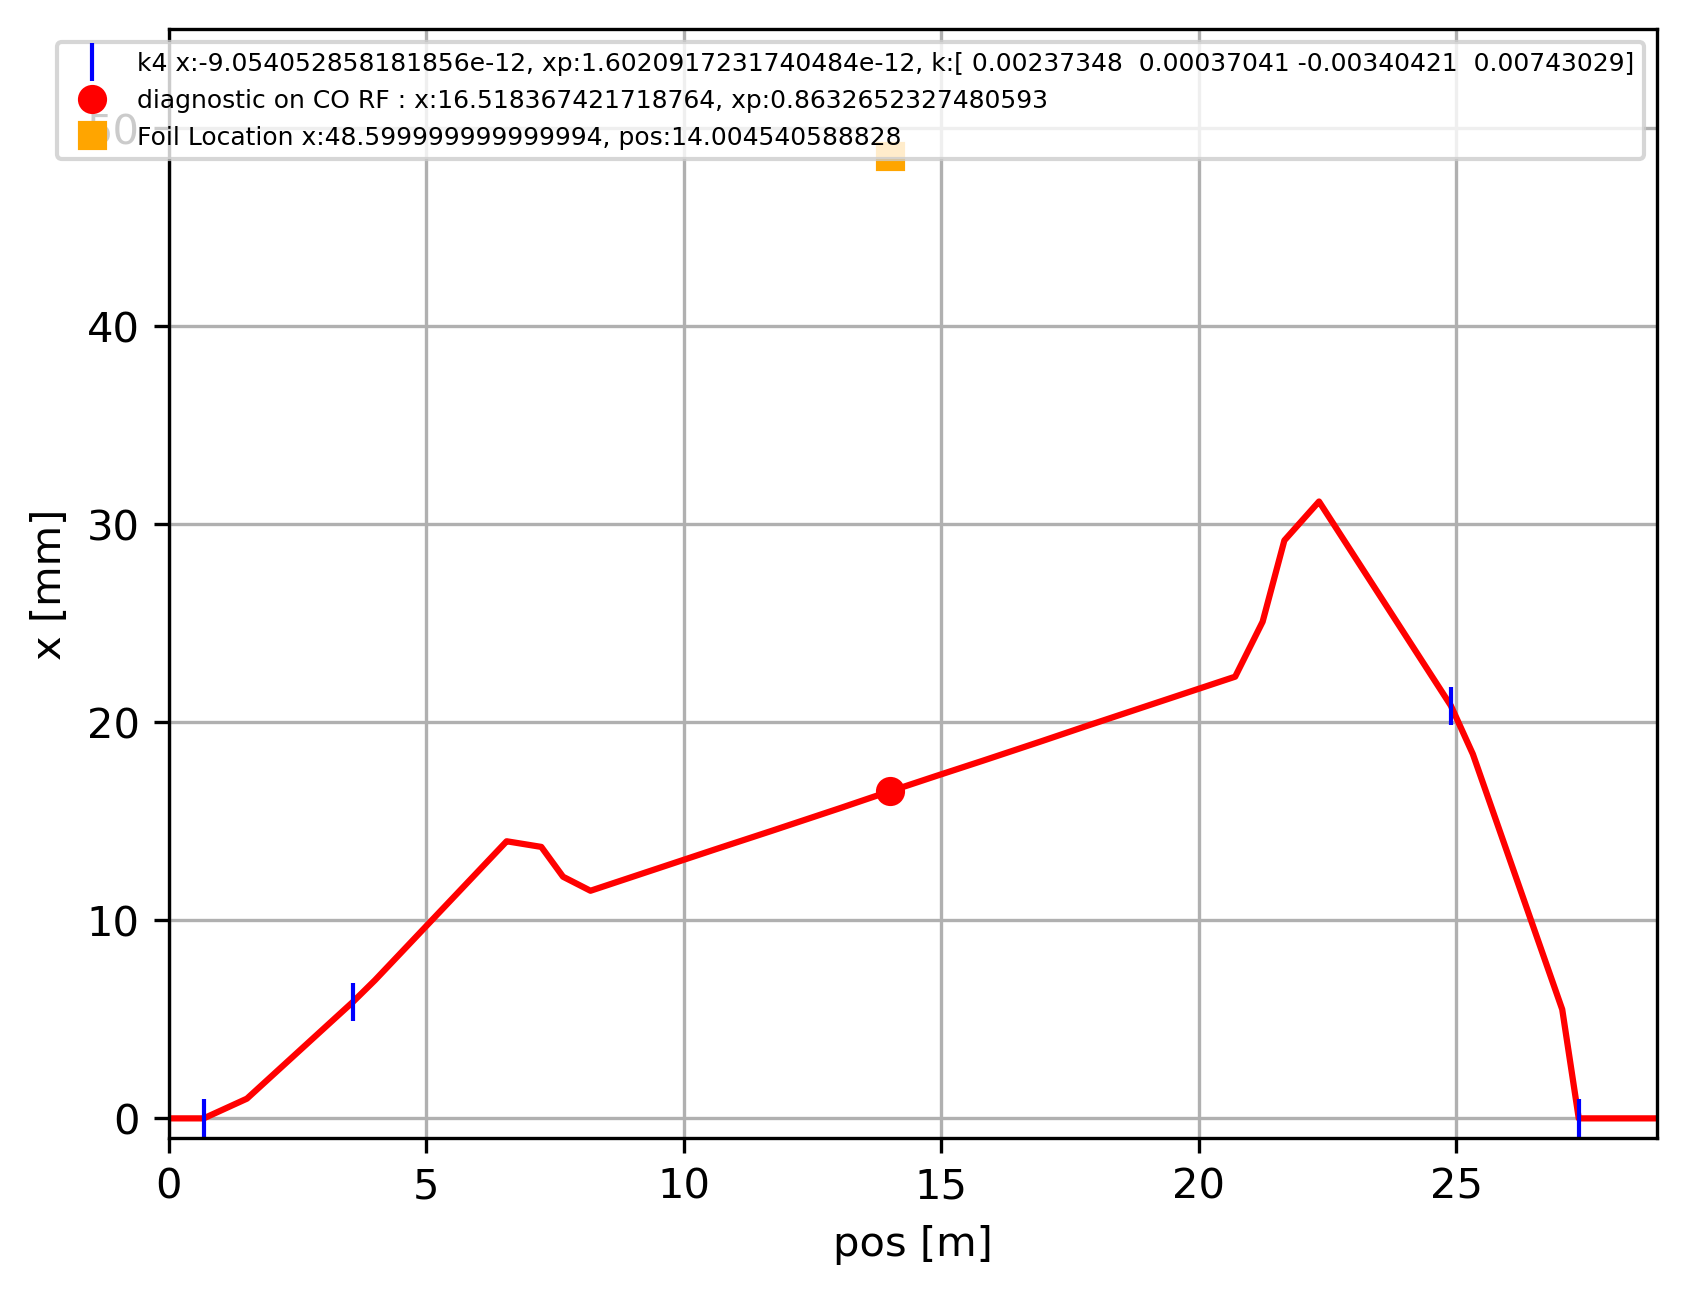 k4 x:-9.054052858181856e-12, xp:1.6020917231740484e-12, k:[ 0.00237348  0.00037041 -0.00340421  0.00743029]
diagnostic on CO RF : x:16.518367421718764, xp:0.8632652327480593
Foil Location x:48.599999999999994, pos:14.004540588828
50
40
30
20
10
0
x [mm]
0 5 10 15 20 25
pos [m]